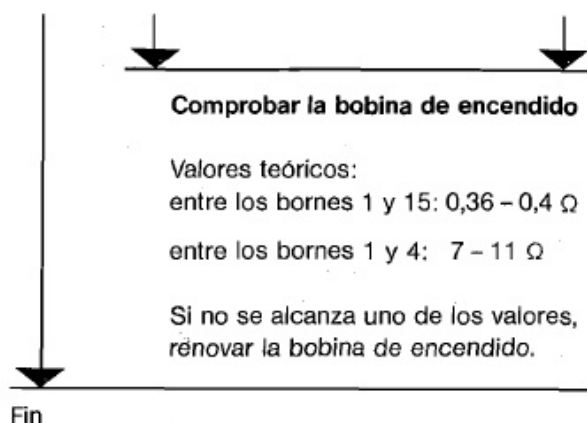 Comprobar la bobina de encendido
Valores teóricos:
entre los bornes 1 y 15: 0,36 – 0,4 Ω
entre los bornes 1 y 4: 7 – 11 Ω
Si no se alcanza uno de los valores,
renovar la bobina de encendido.
Fin